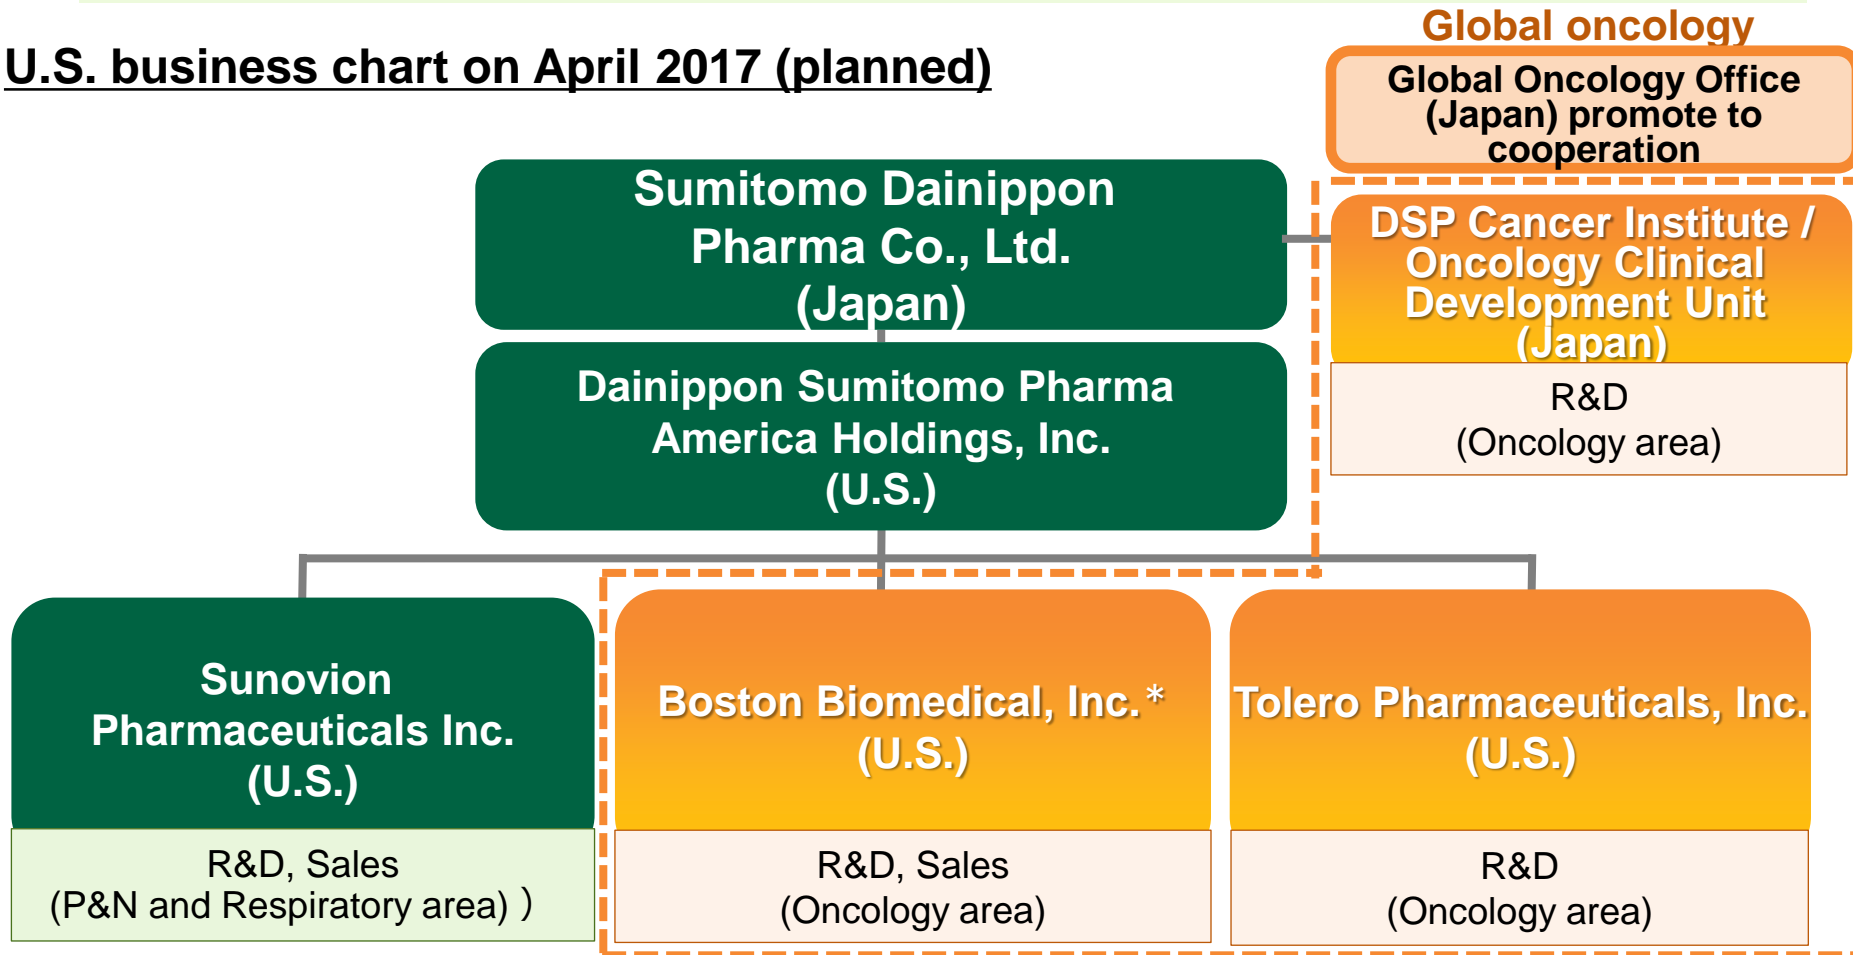 Global oncology
U.S. business chart on April 2017 (planned)
Global Oncology Office
(Japan) promote to
cooperation
Sumitomo Dainippon
Pharma Co., Ltd.
(Japan)
DSP Cancer Institute /
Oncology Clinical
Development Unit
(Japan)
R&D
(Oncology area)
Dainippon Sumitomo Pharma
America Holdings, Inc.
(U.S.)
Sunovion
Pharmaceuticals Inc.
(U.S.)
R&D, Sales
(P&N and Respiratory area) )
Boston Biomedical, Inc.*
(U.S.)
R&D, Sales
(Oncology area)
Tolero Pharmaceuticals, Inc.
(U.S.)
R&D
(Oncology area)